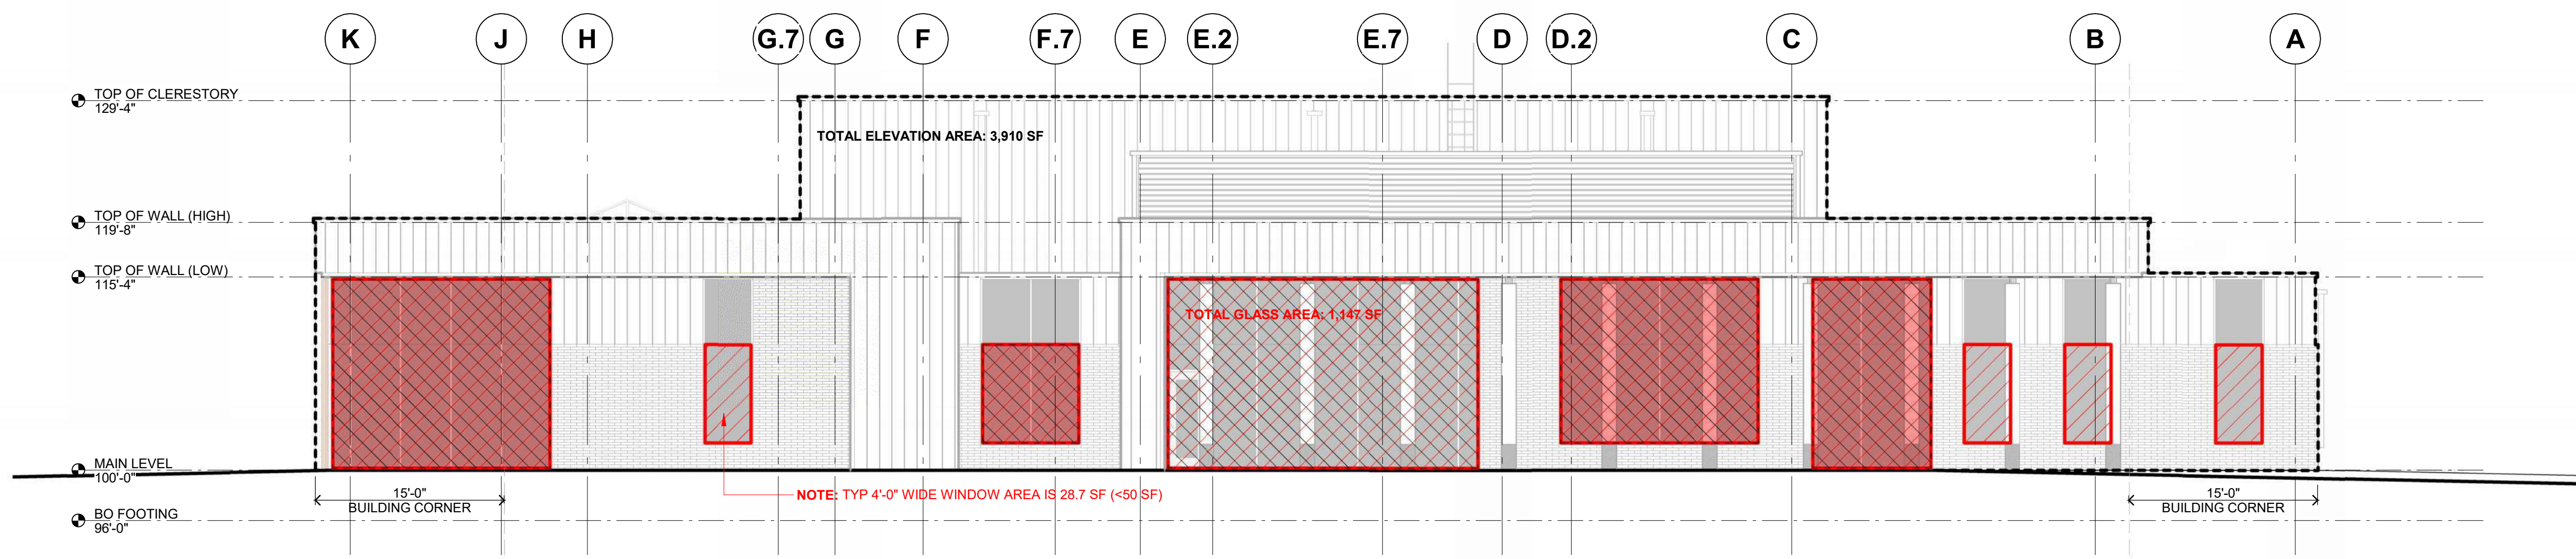 K J H G.7 G F F.7 E E.2 E.7 D D.2 C B A
TOP OF CLERESTORY
129'-4"
TOTAL ELEVATION AREA: 3,910 SF
TOP OF WALL (HIGH)
119'-8"
TOP OF WALL (LOW)
115'-4"
TOTAL GLASS AREA: 1,147 SF
MAIN LEVEL
100'-0"
15'-0"
BUILDING CORNER
NOTE: TYP 4'-0" WIDE WINDOW AREA IS 28.7 SF (<50 SF)
15'-0"
BUILDING CORNER
BO FOOTING
96'-0"